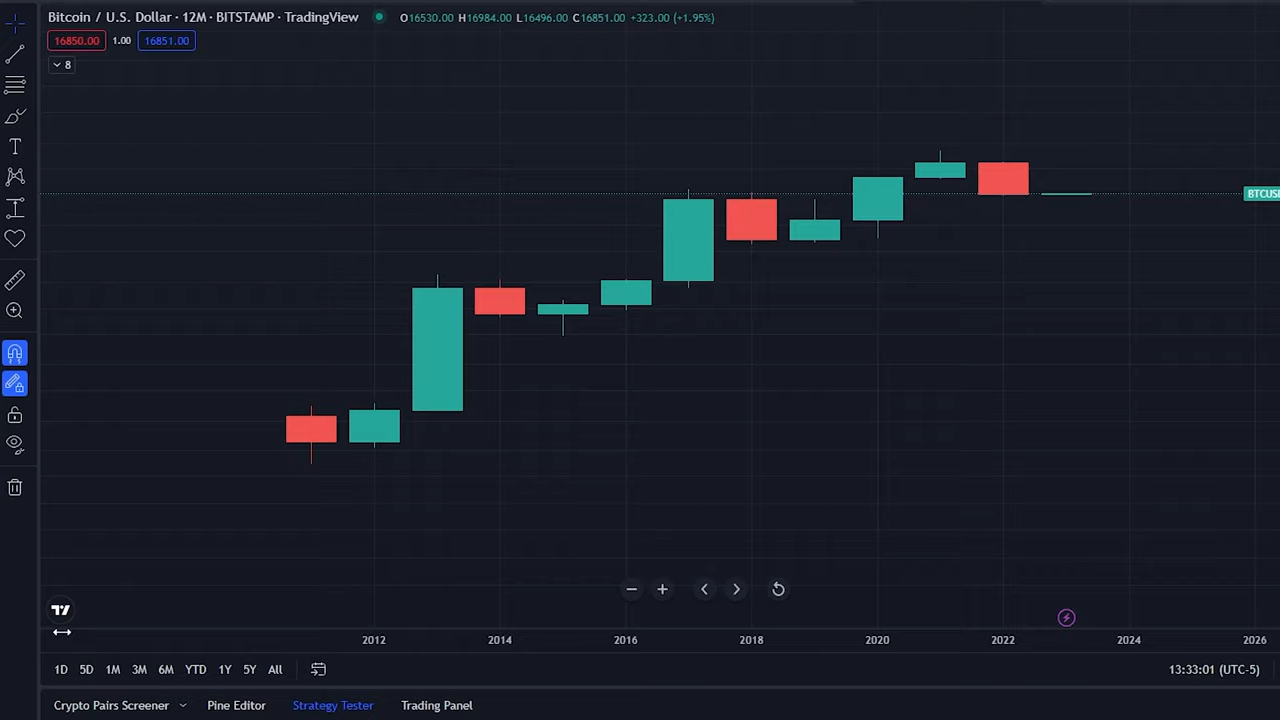 Bitcoin / U.S. Dollar · 12M · BITSTAMP · TradingView O16530.00 H16984.00 L16496.00 C16851.00 +323.00 (+1.95%)
16850.00 1.00 16851.00
8
BTCUS
2012 2014 2016 2018 2020 2022 2024 2026
1D 5D 1M 3M 6M YTD 1Y 5Y All 13:33:01 (UTC-5)
Crypto Pairs Screener Pine Editor Strategy Tester Trading Panel